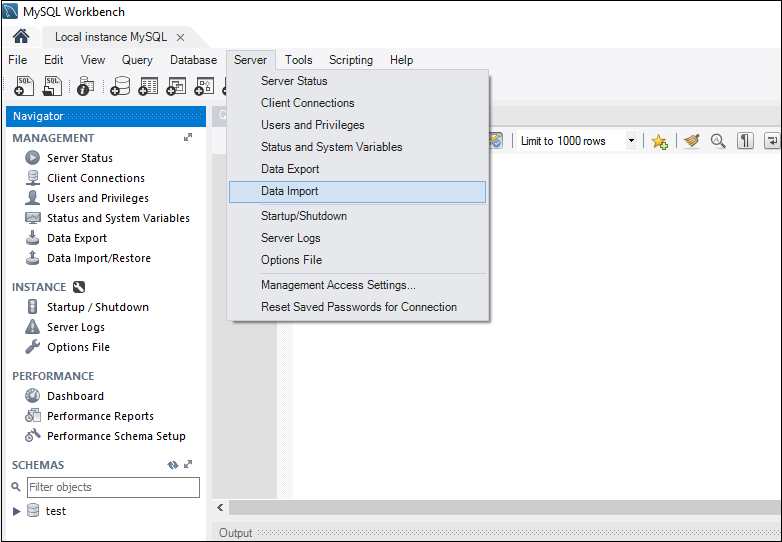 MySQL Workbench
Local instance MySQL
File Edit View Query Database Server Tools Scripting Help
SQL SQL
Server Status
Client Connections
Users and Privileges
Status and System Variables
Data Export
Data Import
Startup/Shutdown
Server Logs
Options File
Management Access Settings...
Reset Saved Passwords for Connection
Limit to 1000 rows
Navigator
MANAGEMENT
Server Status
Client Connections
Users and Privileges
Status and System Variables
Data Export
Data Import/Restore
INSTANCE
Startup / Shutdown
Server Logs
Options File
PERFORMANCE
Dashboard
Performance Reports
Performance Schema Setup
SCHEMAS
Filter objects
test
Output